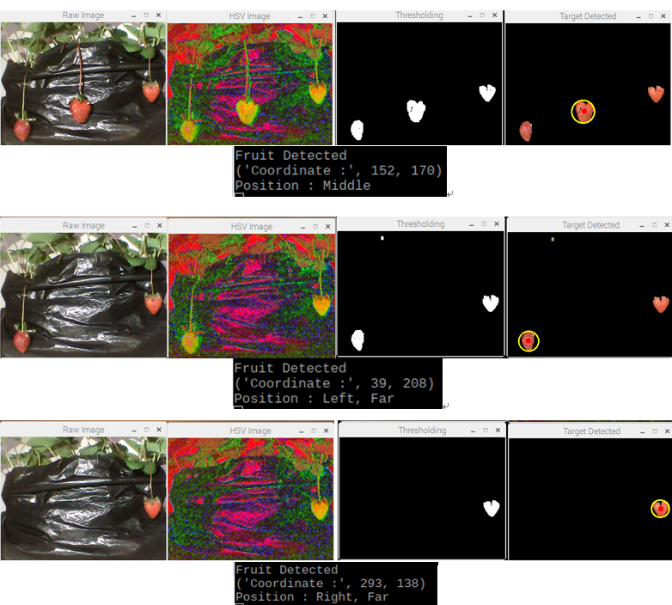 Raw Image
HSV Image
Thresholding
Target Detected
Fruit Detected
('Coordinate :', 152, 170)
Position : Middle
Raw Image
HSV Image
Thresholding
Target Detected
Fruit Detected
('Coordinate :', 39, 208)
Position : Left, Far
Raw Image
HSV Image
Thresholding
Target Detected
Fruit Detected
('Coordinate :', 293, 138)
Position : Right, Far